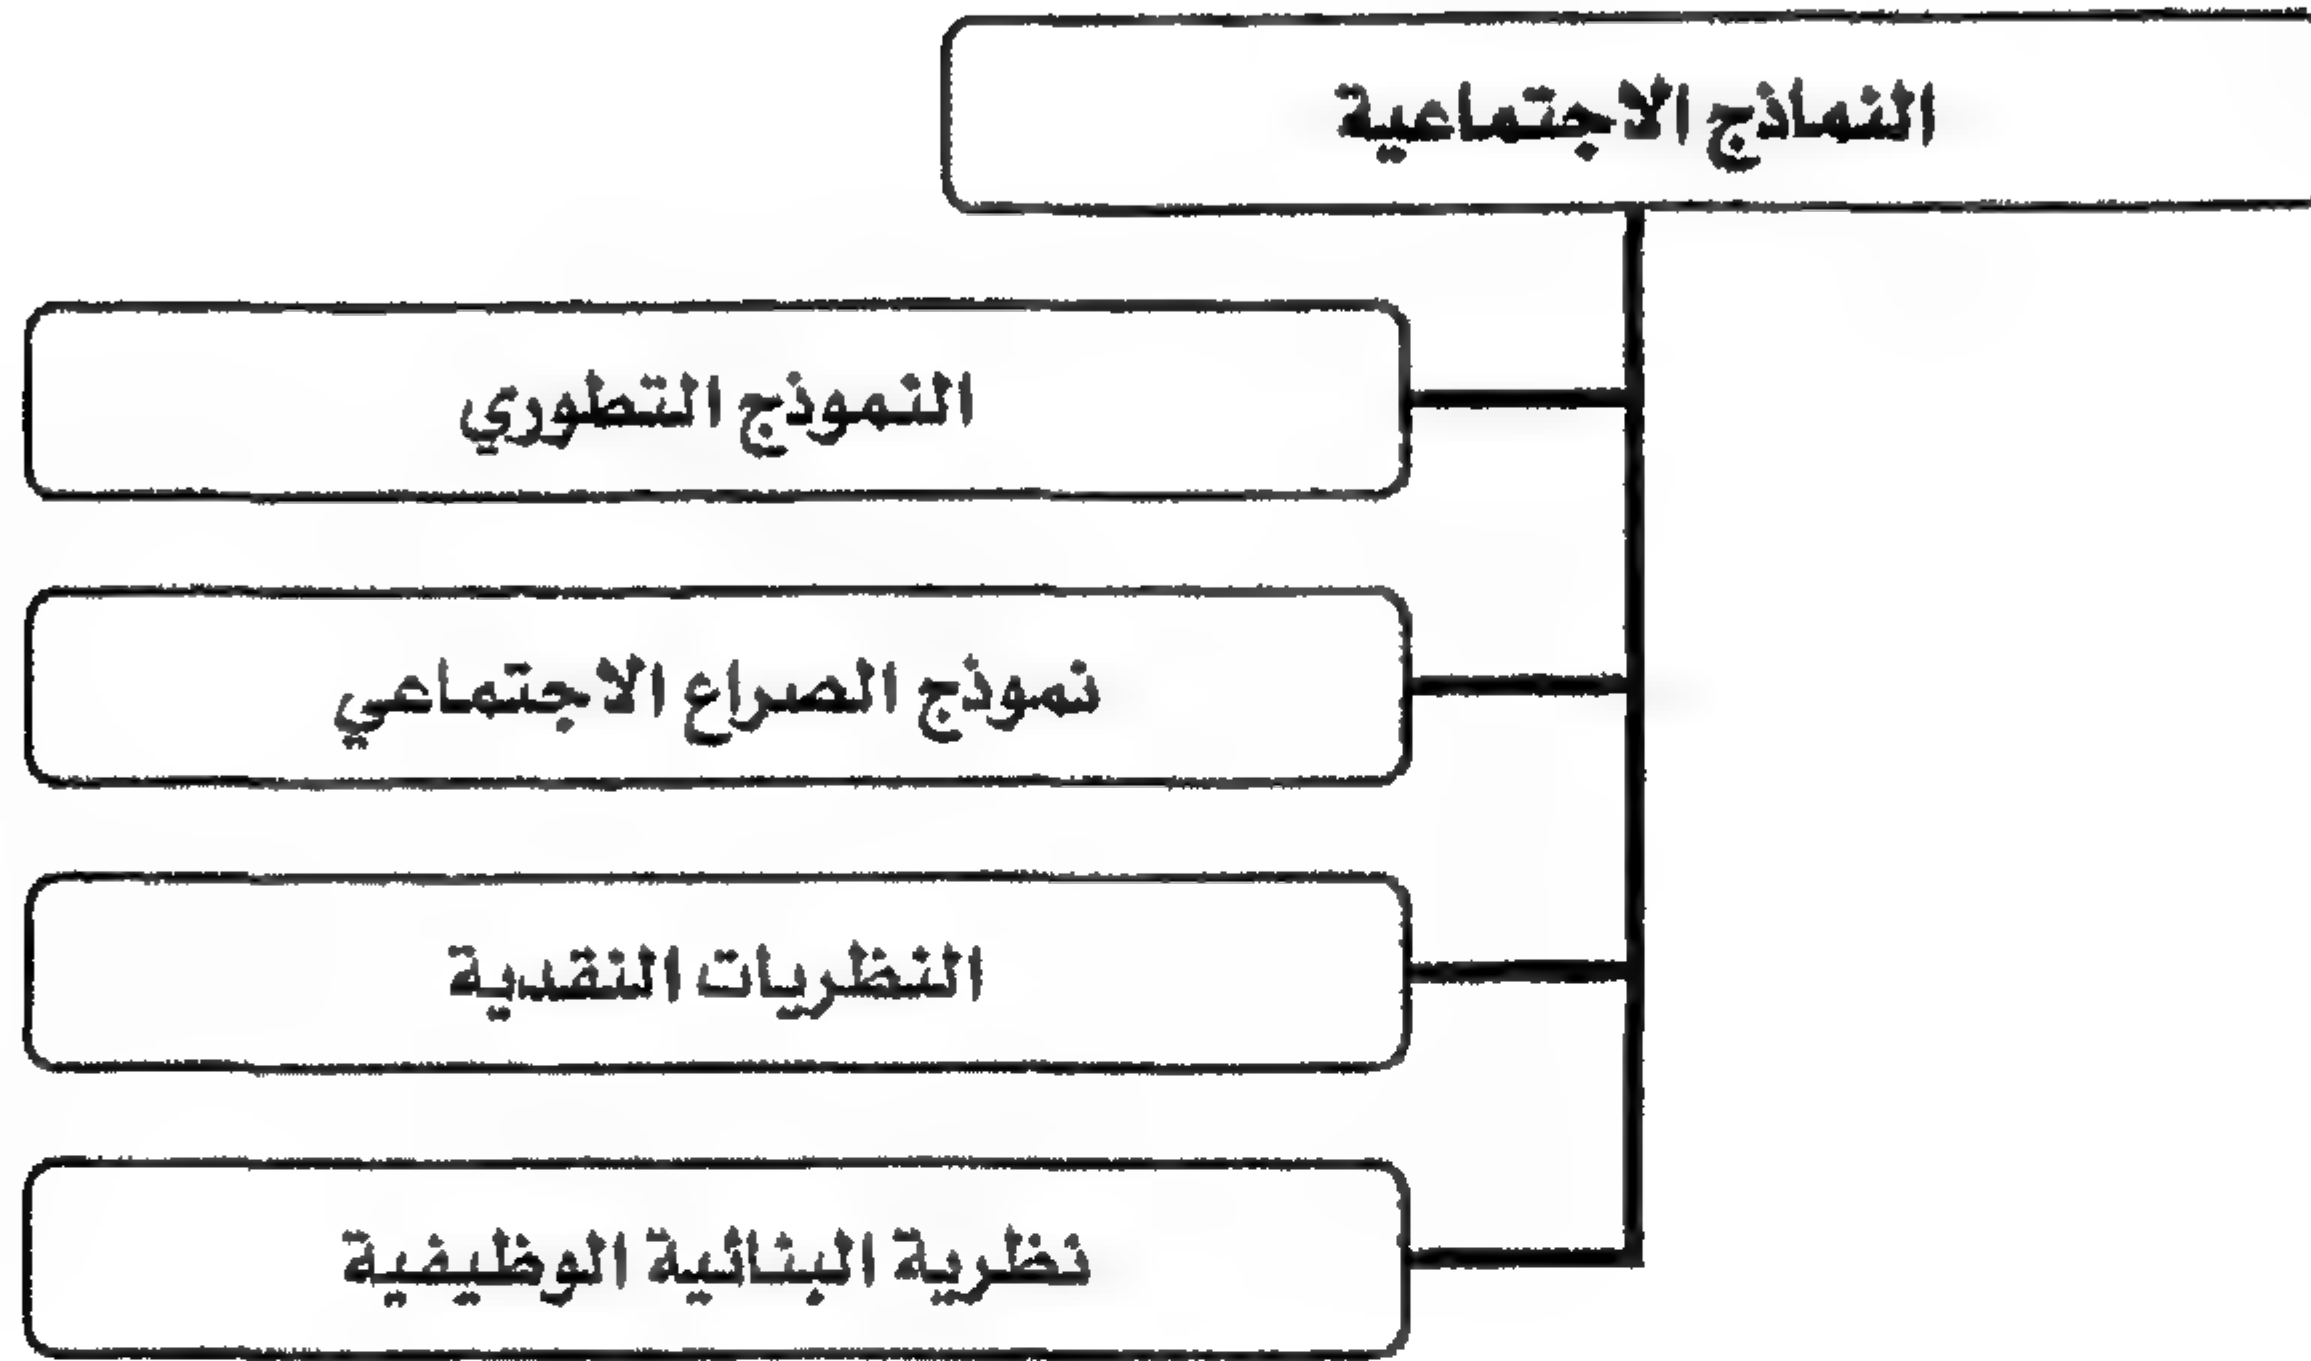 النماذج الاجتماعية
النموذج التطوري
نموذج الصراع الاجتماعي
النظريات النقدية
نظرية البنائية الوظيفية